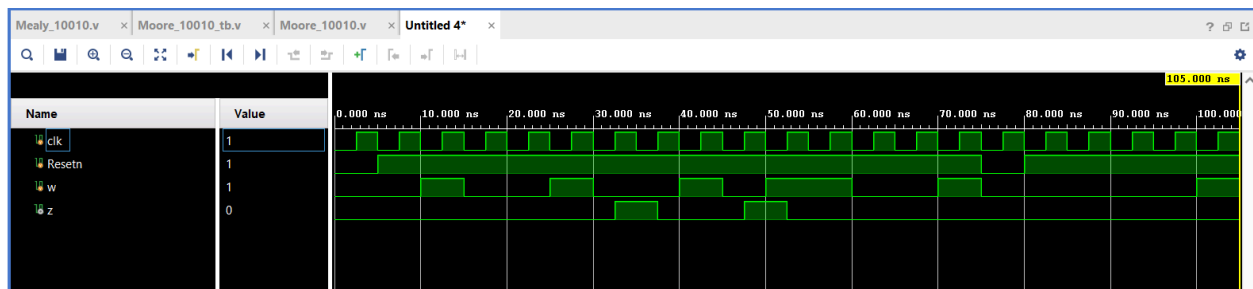 Mealy_10010.v × Moore_10010_tb.v × Moore_10010.v × Untitled 4* ×
105.000 ns
Name Value
0.000 ns 10.000 ns 20.000 ns 30.000 ns 40.000 ns 50.000 ns 60.000 ns 70.000 ns 80.000 ns 90.000 ns 100.000
clk 1
Resetn 1
w 1
z 0